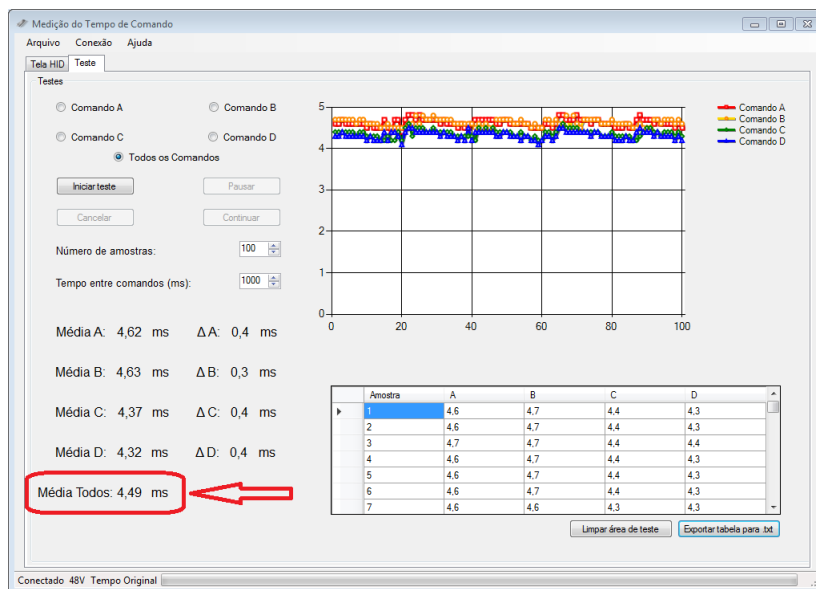 Medição do Tempo de Comando
Arquivo Conexão Ajuda
Tela HID Teste
Testes
Comando A Comando B
Comando C Comando D
Todos os Comandos
Iniciar teste Pausar
Cancelar Continuar
Número de amostras: 100
Tempo entre comandos (ms): 1000
Média A: 4,62 ms Δ A: 0,4 ms
Média B: 4,63 ms Δ B: 0,3 ms
Média C: 4,37 ms Δ C: 0,4 ms
Média D: 4,32 ms Δ D: 0,4 ms
Média Todos: 4,49 ms
5
4
3
2
1
0
0 20 40 60 80 100
Comando A
Comando B
Comando C
Comando D
Amostra A B C D
1 4,6 4,7 4,4 4,3
2 4,6 4,7 4,4 4,3
3 4,7 4,7 4,4 4,4
4 4,6 4,7 4,4 4,3
5 4,6 4,7 4,4 4,3
6 4,6 4,7 4,4 4,3
7 4,6 4,6 4,3 4,3
Limpar área de teste Exportar tabela para .txt
Conectado 48V Tempo Original